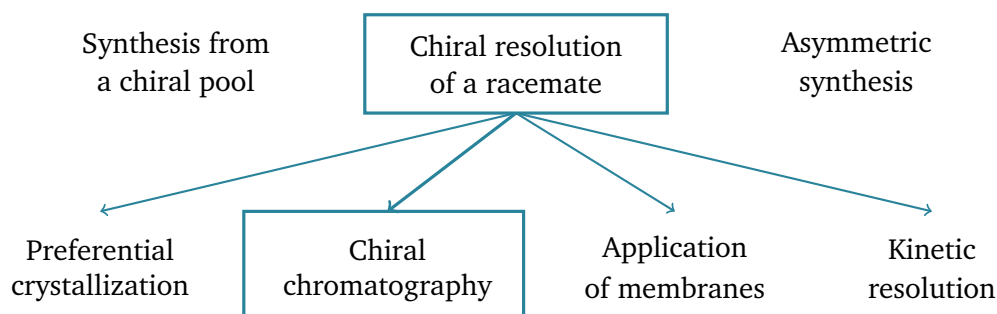 Synthesis from
a chiral pool
Chiral resolution
of a racemate
Asymmetric
synthesis
Preferential
crystallization
Chiral
chromatography
Application
of membranes
Kinetic
resolution